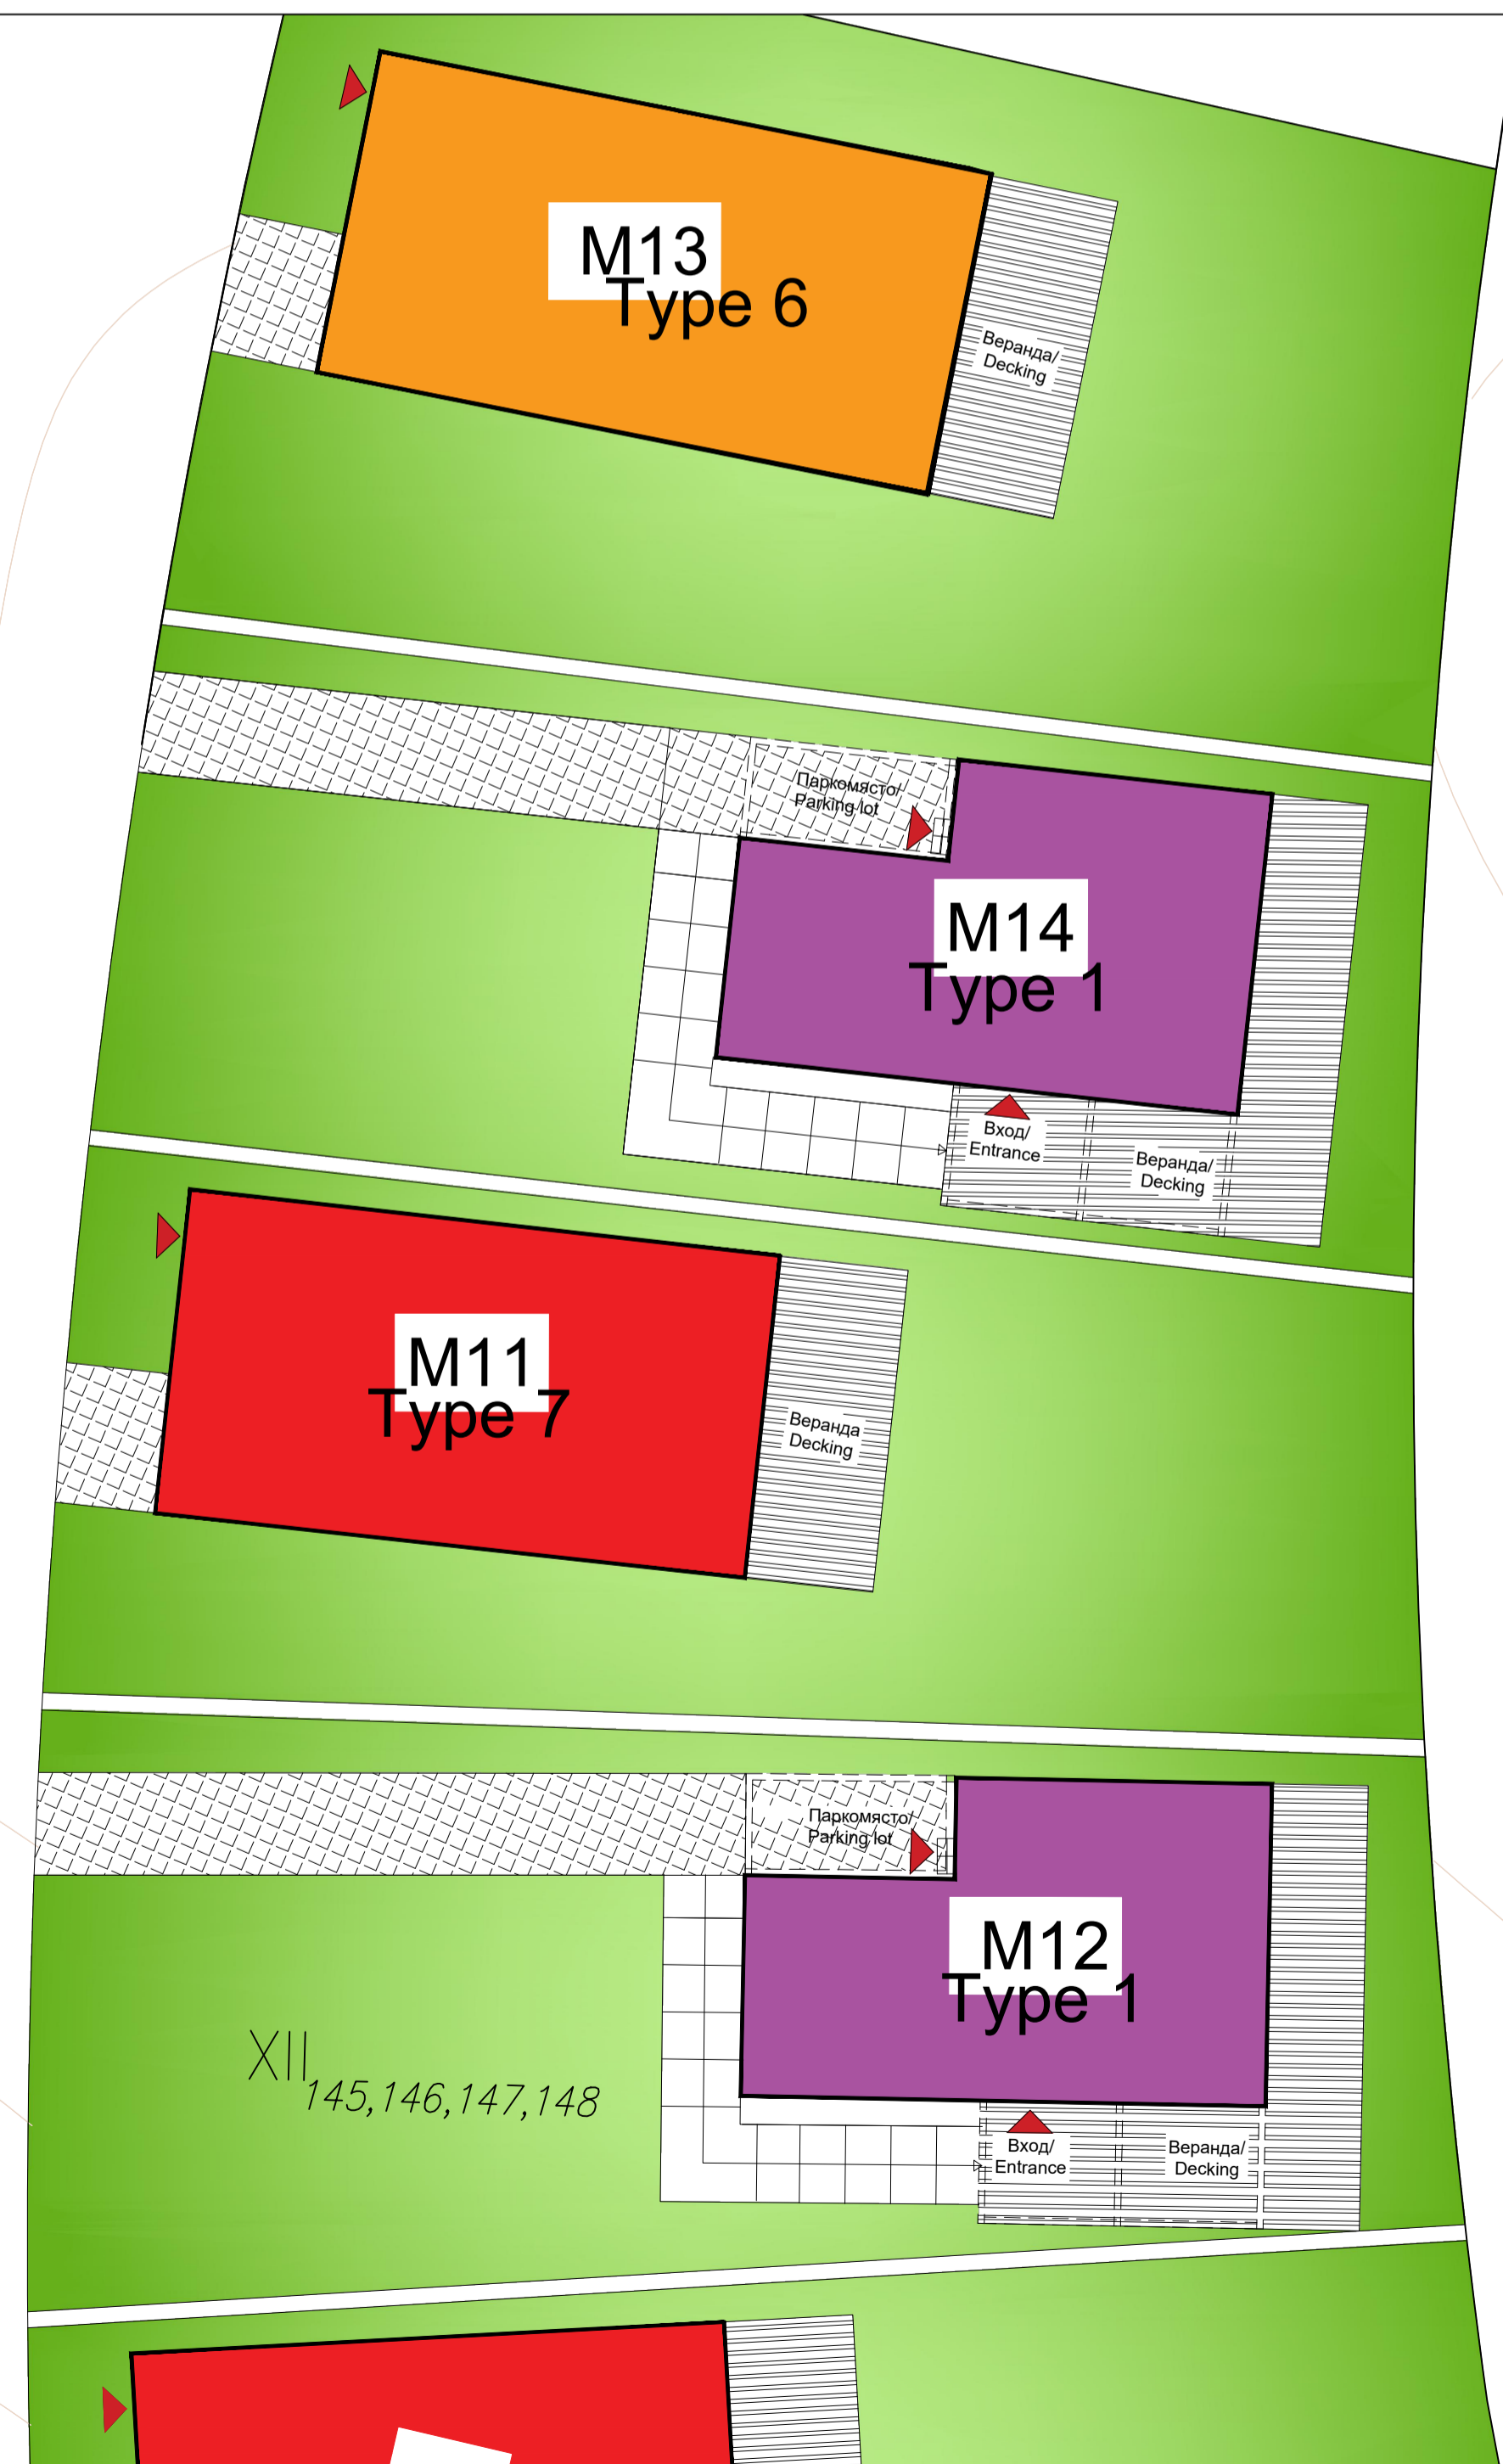 M13
Type 6
Веранда/
Decking
Паркомясто/
Parking lot
M14
Type 1
Вход/
Entrance
Веранда/
Decking
M11
Type 7
Веранда
Decking
Паркомясто/
Parking lot
M12
Type 1
XII
145,146,147,148
Вход/
Entrance
Веранда/
Decking